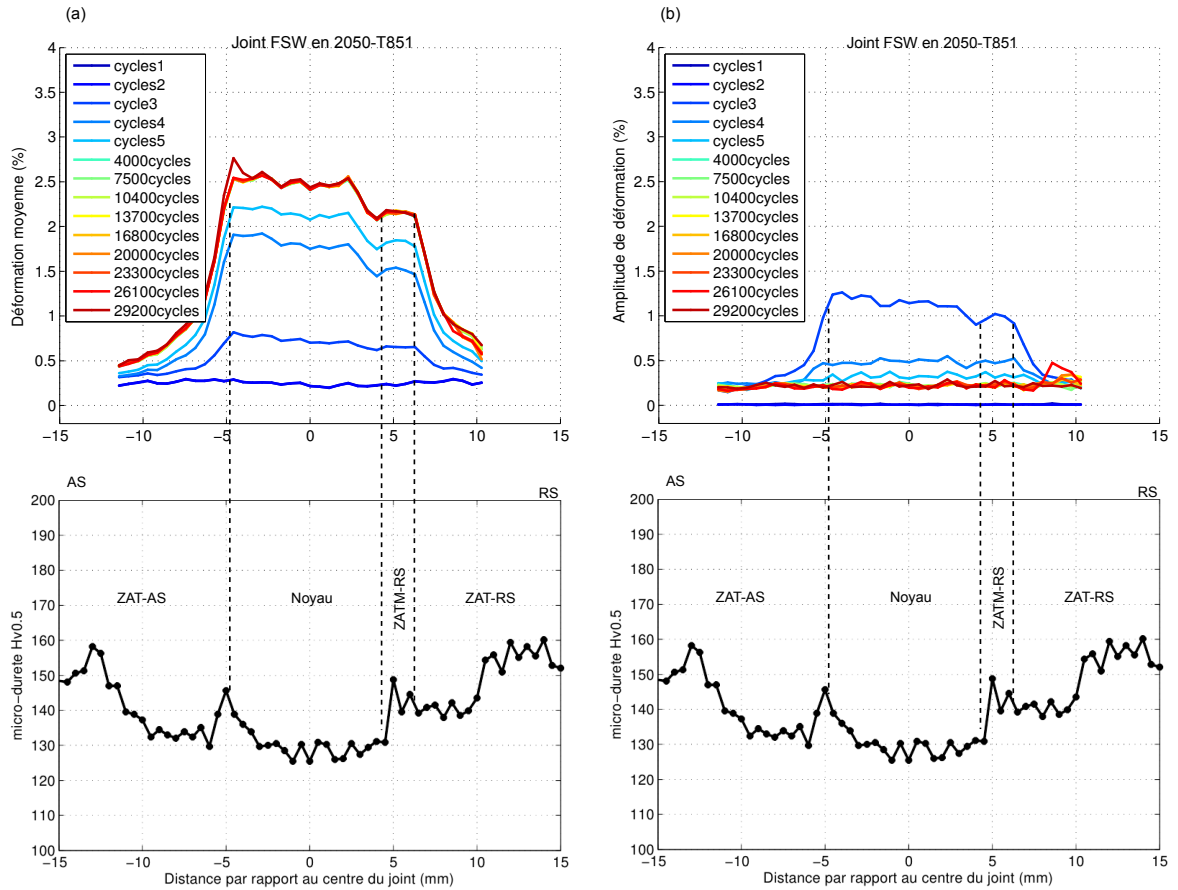 (a)
Joint FSW en 2050-T851
4
3.5
3
2.5
2
1.5
1
0.5
0
Déformation moyenne (%)
cycles1
cycles2
cycle3
cycles4
cycles5
4000cycles
7500cycles
10400cycles
13700cycles
16800cycles
20000cycles
23300cycles
26100cycles
29200cycles
−15 −10 −5 0 5 10 15
AS
RS
200
190
180
170
160
150
140
130
120
110
100
micro−durete Hv0.5
ZAT-AS
Noyau
ZATM-RS
ZAT-RS
−15 −10 −5 0 5 10 15
Distance par rapport au centre du joint (mm)
(b)
Joint FSW en 2050−T851
4
3.5
3
2.5
2
1.5
1
0.5
0
Amplitude de déformation (%)
cycles1
cycles2
cycle3
cycles4
cycles5
4000cycles
7500cycles
10400cycles
13700cycles
16800cycles
20000cycles
23300cycles
26100cycles
29200cycles
−15 −10 −5 0 5 10 15
AS
RS
200
190
180
170
160
150
140
130
120
110
100
micro−durete Hv0.5
ZAT-AS
Noyau
ZATM-RS
ZAT-RS
−15 −10 −5 0 5 10 15
Distance par rapport au centre du joint (mm)